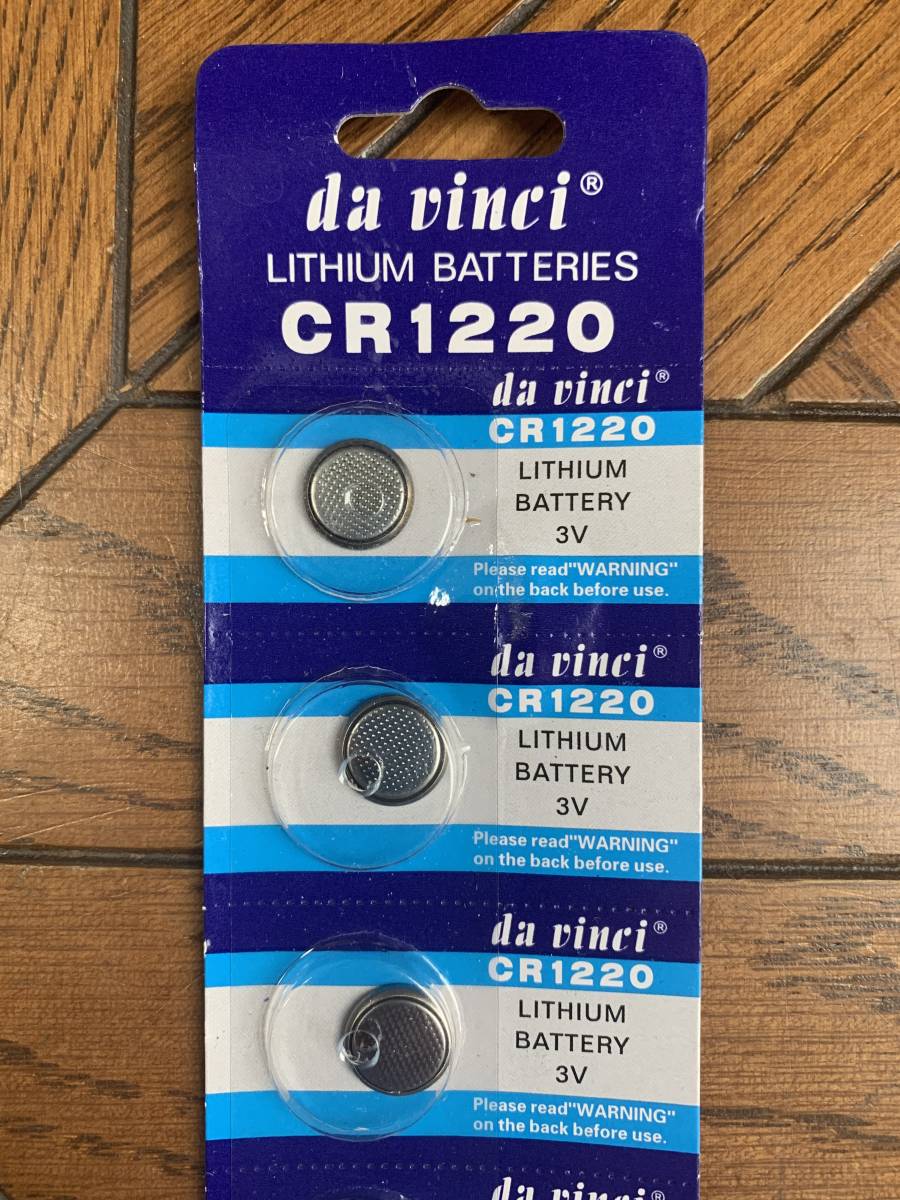 da vinci®
LITHIUM BATTERIES
CR1220
da vinci®
CR1220
LITHIUM
BATTERY
3V
Please read"WARNING"
on the back before use.
da vinci®
CR1220
LITHIUM
BATTERY
3V
Please read"WARNING"
on the back before use.
da vinci®
CR1220
LITHIUM
BATTERY
3V
Please read"WARNING"
on the back before use.
da vinci®